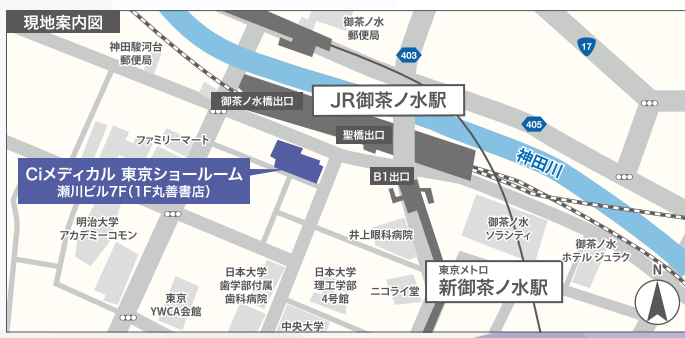 現地案内図
御茶ノ水
郵便局
403
17
神田駿河台
郵便局
御茶ノ水橋出口
JR御茶ノ水駅
405
聖橋出口
ファミリーマート
神田川
Ciメディカル 東京ショールーム
瀬川ビル7F(1F丸善書店)
B1出口
明治大学
アカデミーコモン
井上眼科病院
御茶ノ水
ソラシティ
御茶ノ水
ホテル ジュラク
日本大学
歯学部付属
歯科病院
日本大学
理工学部
4号館
ニコライ堂
東京メトロ
新御茶ノ水駅
N
東京
YWCA会館
中央大学